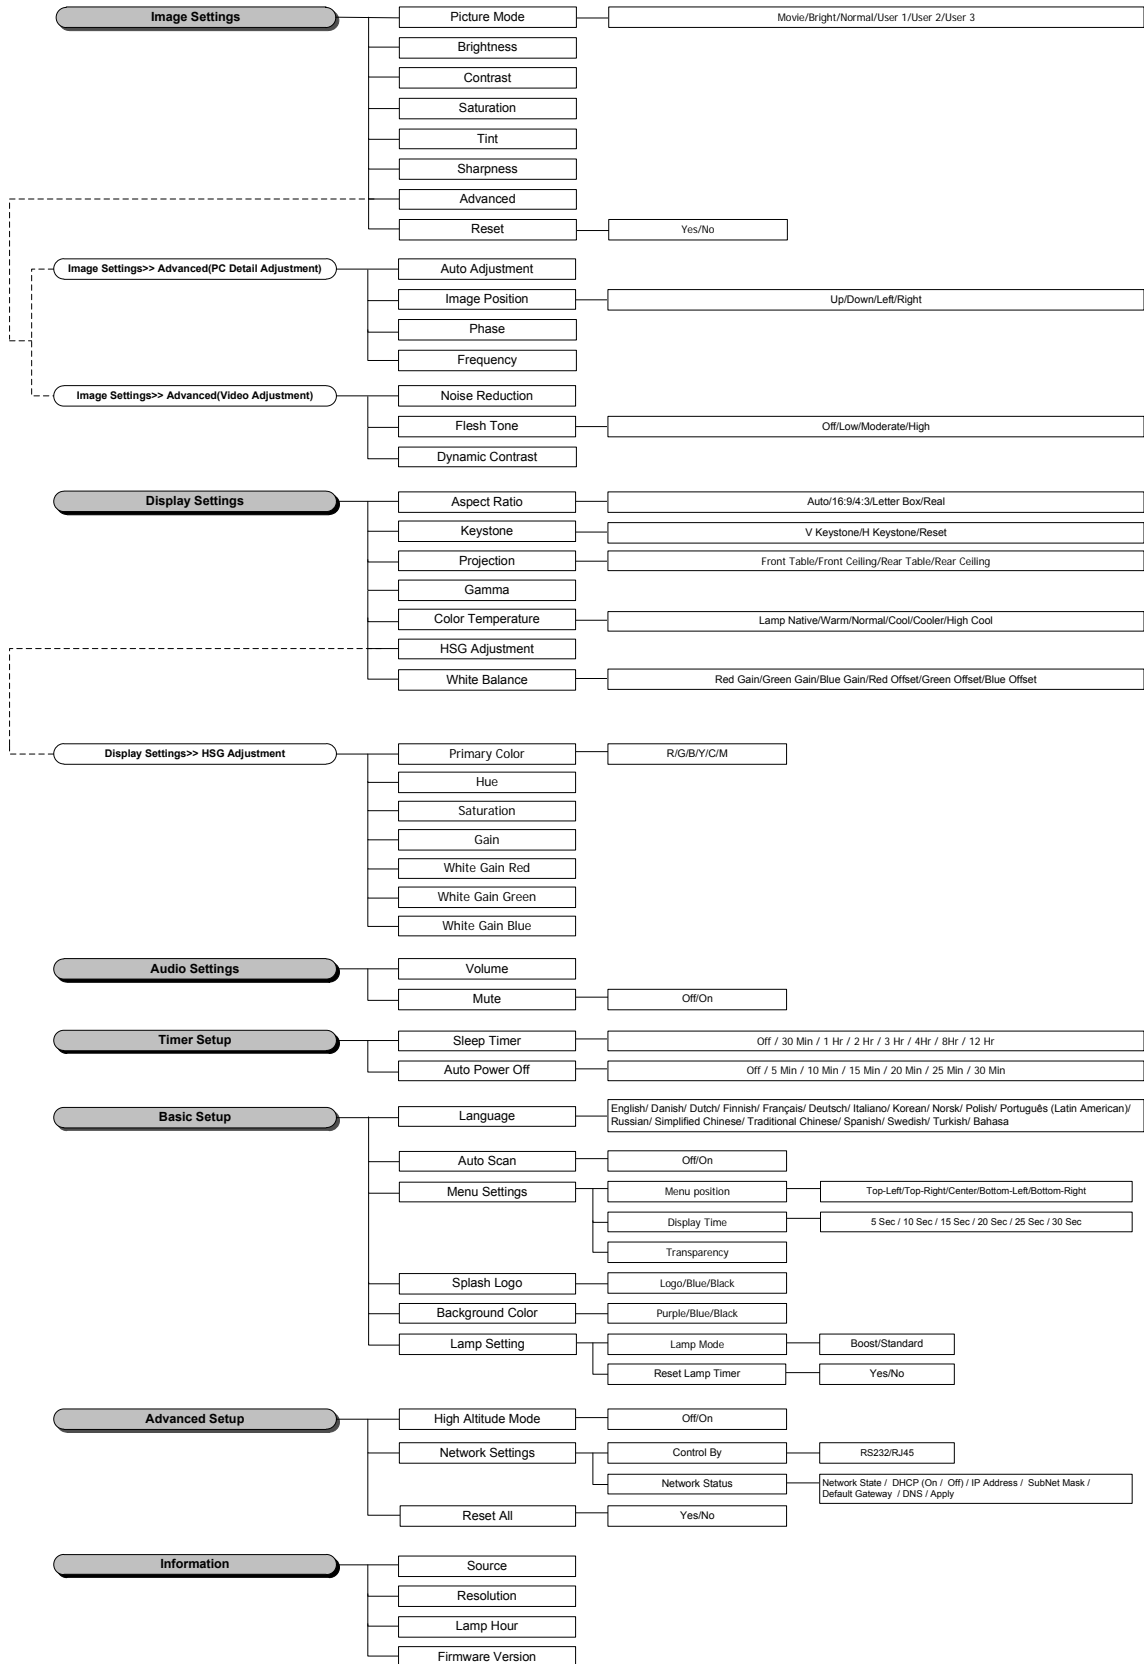 Image Settings
Picture Mode
Movie/Bright/Normal/User 1/User 2/User 3
Brightness
Contrast
Saturation
Tint
Sharpness
Advanced
Reset
Yes/No
Image Settings>> Advanced(PC Detail Adjustment)
Auto Adjustment
Image Position
Up/Down/Left/Right
Phase
Frequency
Image Settings>> Advanced(Video Adjustment)
Noise Reduction
Flesh Tone
Off/Low/Moderate/High
Dynamic Contrast
Display Settings
Aspect Ratio
Auto/16:9/4:3/Letter Box/Real
Keystone
V Keystone/H Keystone/Reset
Projection
Front Table/Front Ceiling/Rear Table/Rear Ceiling
Gamma
Color Temperature
Lamp Native/Warm/Normal/Cool/Cooler/High Cool
HSG Adjustment
White Balance
Red Gain/Green Gain/Blue Gain/Red Offset/Green Offset/Blue Offset
Display Settings>> HSG Adjustment
Primary Color
R/G/B/Y/C/M
Hue
Saturation
Gain
White Gain Red
White Gain Green
White Gain Blue
Audio Settings
Volume
Mute
Off/On
Timer Setup
Sleep Timer
Off / 30 Min / 1 Hr / 2 Hr / 3 Hr / 4Hr / 8Hr / 12 Hr
Auto Power Off
Off / 5 Min / 10 Min / 15 Min / 20 Min / 25 Min / 30 Min
Basic Setup
Language
English/ Danish/ Dutch/ Finnish/ Français/ Deutsch/ Italiano/ Korean/ Norsk/ Polish/ Português (Latin American)/
Russian/ Simplified Chinese/ Traditional Chinese/ Spanish/ Swedish/ Turkish/ Bahasa
Auto Scan
Off/On
Menu Settings
Menu position
Top-Left/Top-Right/Center/Bottom-Left/Bottom-Right
Display Time
5 Sec / 10 Sec / 15 Sec / 20 Sec / 25 Sec / 30 Sec
Transparency
Splash Logo
Logo/Blue/Black
Background Color
Purple/Blue/Black
Lamp Setting
Lamp Mode
Boost/Standard
Reset Lamp Timer
Yes/No
Advanced Setup
High Altitude Mode
Off/On
Network Settings
Control By
RS232/RJ45
Network Status
Network State / DHCP (On / Off) / IP Address / SubNet Mask /
Default Gateway / DNS / Apply
Reset All
Yes/No
Information
Source
Resolution
Lamp Hour
Firmware Version